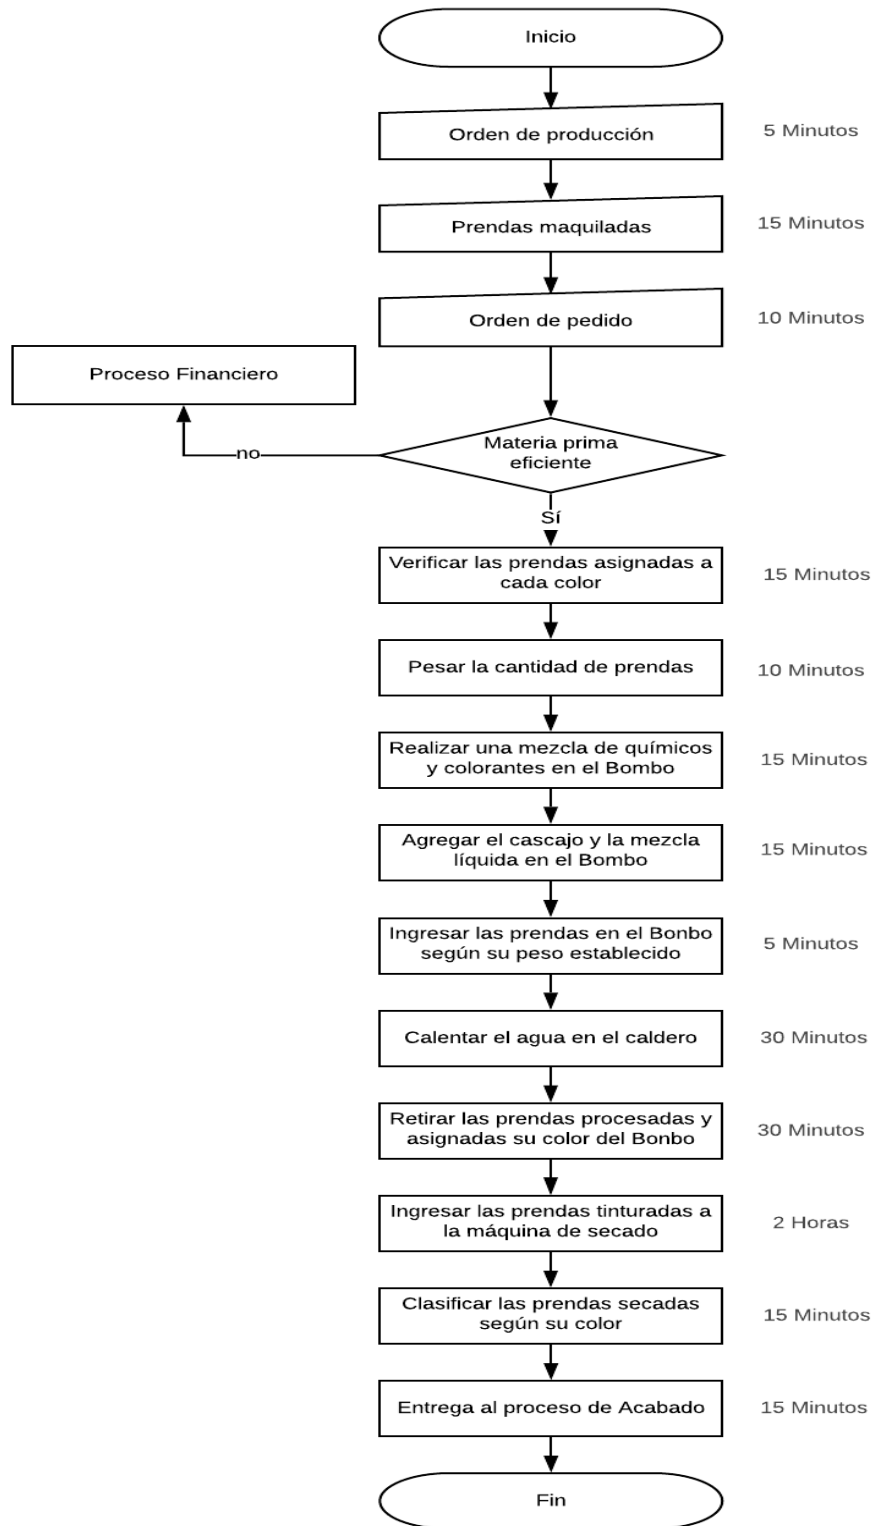 Inicio
Orden de producción
5 Minutos
Prendas maquiladas
15 Minutos
Orden de pedido
10 Minutos
Proceso Financiero
Materia prima
eficiente
no
Sí
Verificar las prendas asignadas a
cada color
15 Minutos
Pesar la cantidad de prendas
10 Minutos
Realizar una mezcla de químicos
y colorantes en el Bombo
15 Minutos
Agregar el cascajo y la mezcla
líquida en el Bombo
15 Minutos
Ingresar las prendas en el Bonbo
según su peso establecido
5 Minutos
Calentar el agua en el caldero
30 Minutos
Retirar las prendas procesadas y
asignadas su color del Bonbo
30 Minutos
Ingresar las prendas tinturadas a
la máquina de secado
2 Horas
Clasificar las prendas secadas
según su color
15 Minutos
Entrega al proceso de Acabado
15 Minutos
Fin